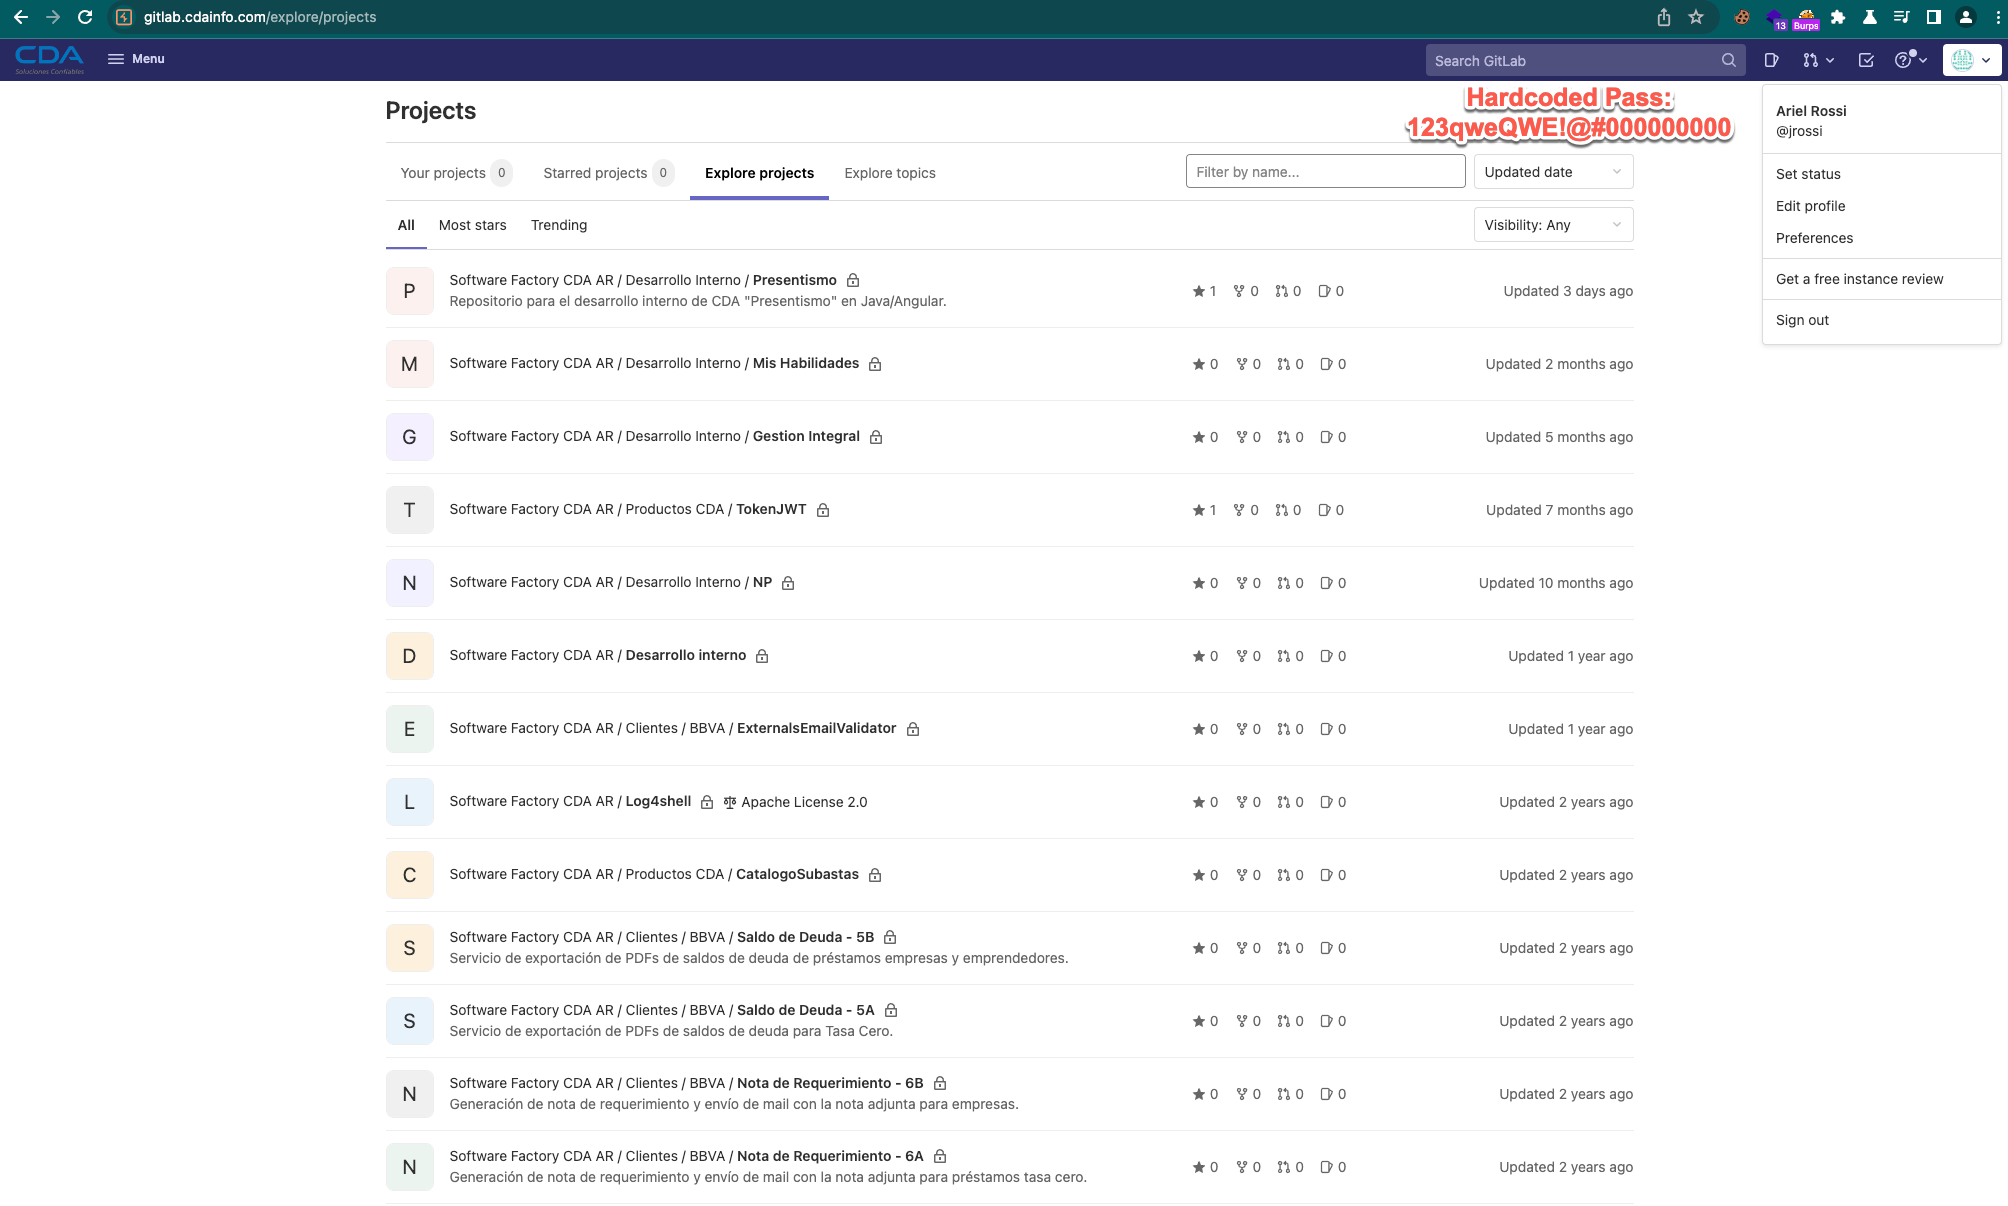 gitlab.cdainfo.com/explore/projects
13
Burps
CDA
Soluciones Confiables
Menu
Search GitLab
Hardcoded Pass:
123qweQWE!@#000000000
Projects
Ariel Rossi
@jrossi
Set status
Edit profile
Preferences
Get a free instance review
Sign out
Your projects 0 Starred projects 0 Explore projects Explore topics
Filter by name...
Updated date
All Most stars Trending
Visibility: Any
P
Software Factory CDA AR / Desarrollo Interno / Presentismo
Repositorio para el desarrollo interno de CDA "Presentismo" en Java/Angular.
1 0 0 0
Updated 3 days ago
M
Software Factory CDA AR / Desarrollo Interno / Mis Habilidades
0 0 0 0
Updated 2 months ago
G
Software Factory CDA AR / Desarrollo Interno / Gestion Integral
0 0 0 0
Updated 5 months ago
T
Software Factory CDA AR / Productos CDA / TokenJWT
1 0 0 0
Updated 7 months ago
N
Software Factory CDA AR / Desarrollo Interno / NP
0 0 0 0
Updated 10 months ago
D
Software Factory CDA AR / Desarrollo interno
0 0 0 0
Updated 1 year ago
E
Software Factory CDA AR / Clientes / BBVA / ExternalsEmailValidator
0 0 0 0
Updated 1 year ago
L
Software Factory CDA AR / Log4shell Apache License 2.0
0 0 0 0
Updated 2 years ago
C
Software Factory CDA AR / Productos CDA / CatalogoSubastas
0 0 0 0
Updated 2 years ago
S
Software Factory CDA AR / Clientes / BBVA / Saldo de Deuda - 5B
Servicio de exportación de PDFs de saldos de deuda de préstamos empresas y emprendedores.
0 0 0 0
Updated 2 years ago
S
Software Factory CDA AR / Clientes / BBVA / Saldo de Deuda - 5A
Servicio de exportación de PDFs de saldos de deuda para Tasa Cero.
0 0 0 0
Updated 2 years ago
N
Software Factory CDA AR / Clientes / BBVA / Nota de Requerimiento - 6B
Generación de nota de requerimiento y envío de mail con la nota adjunta para empresas.
0 0 0 0
Updated 2 years ago
N
Software Factory CDA AR / Clientes / BBVA / Nota de Requerimiento - 6A
Generación de nota de requerimiento y envío de mail con la nota adjunta para préstamos tasa cero.
0 0 0 0
Updated 2 years ago